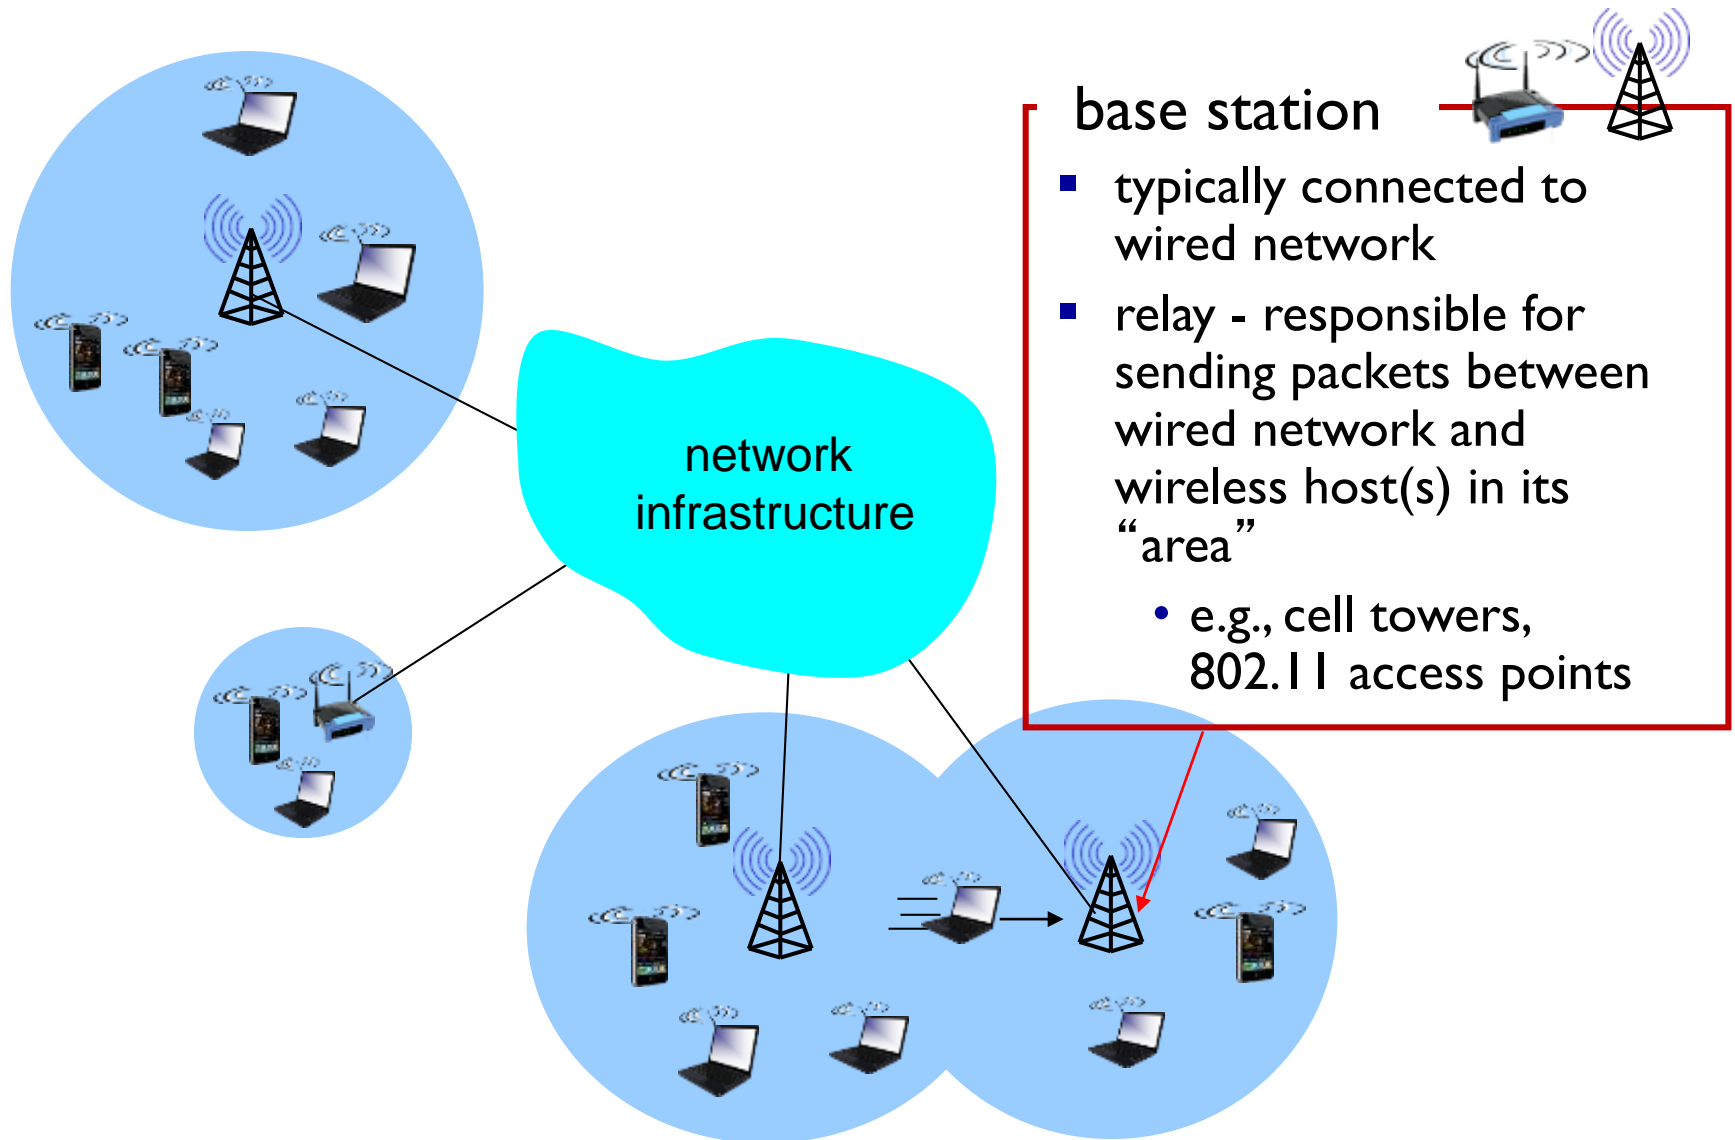 base station
▪ typically connected to
wired network
▪ relay - responsible for
sending packets between
wired network and
wireless host(s) in its
“area”
• e.g., cell towers,
802.11 access points
network
infrastructure